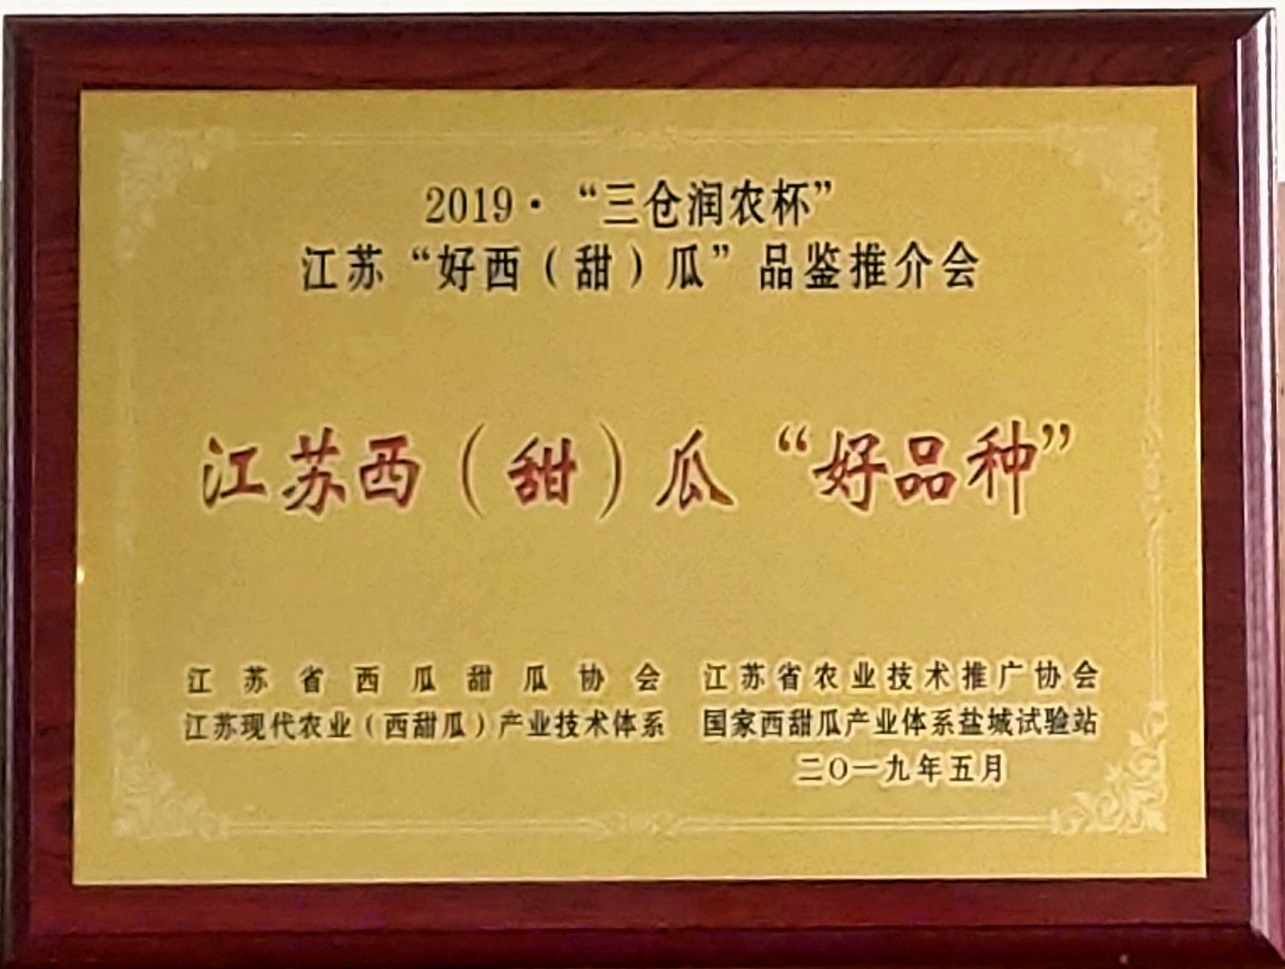 2019·“三仓润农杯”
江苏“好西（甜）瓜”品鉴推介会
江苏西（甜）瓜“好品种”
江苏省西瓜甜瓜协会 江苏省农业技术推广协会
江苏现代农业（西甜瓜）产业技术体系 国家西甜瓜产业体系盐城试验站
二〇一九年五月